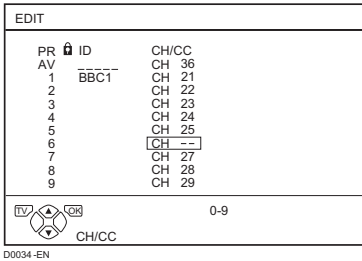 EDIT
PR ID CH/CC
AV _____ CH 36
1 BBC1 CH 21
2 CH 22
3 CH 23
4 CH 24
5 CH 25
6 CH --
7 CH 27
8 CH 28
9 CH 29
TV OK 0-9
CH/CC
D0034-EN